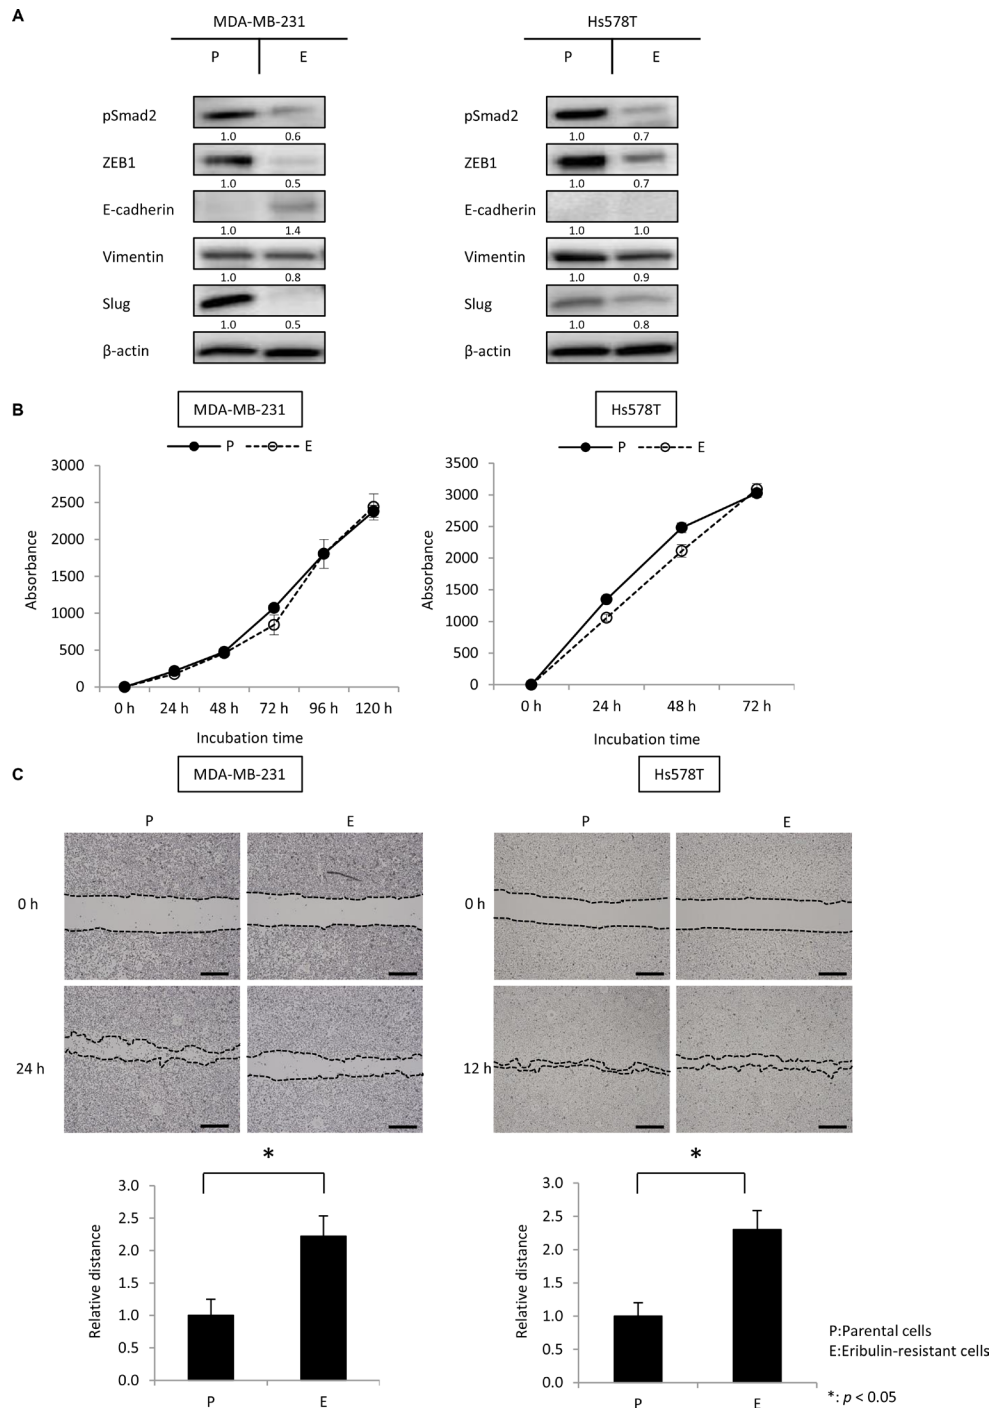 A
MDA-MB-231
P E
pSmad2
1.0 0.6
ZEB1
1.0 0.5
E-cadherin
1.0 1.4
Vimentin
1.0 0.8
Slug
1.0 0.5
β-actin
Hs578T
P E
pSmad2
1.0 0.7
ZEB1
1.0 0.7
E-cadherin
1.0 1.0
Vimentin
1.0 0.9
Slug
1.0 0.8
β-actin
B
MDA-MB-231
P E
Absorbance
3000
2500
2000
1500
1000
500
0
0 h 24 h 48 h 72 h 96 h 120 h
Incubation time
Hs578T
P E
Absorbance
3500
3000
2500
2000
1500
1000
500
0
0 h 24 h 48 h 72 h
Incubation time
C
MDA-MB-231
P E
0 h
24 h
*
Relative distance
3.0
2.5
2.0
1.5
1.0
0.5
0.0
P E
Hs578T
P E
0 h
12 h
*
Relative distance
3.0
2.5
2.0
1.5
1.0
0.5
0.0
P E
P:Parental cells
E:Eribulin-resistant cells
*: p < 0.05